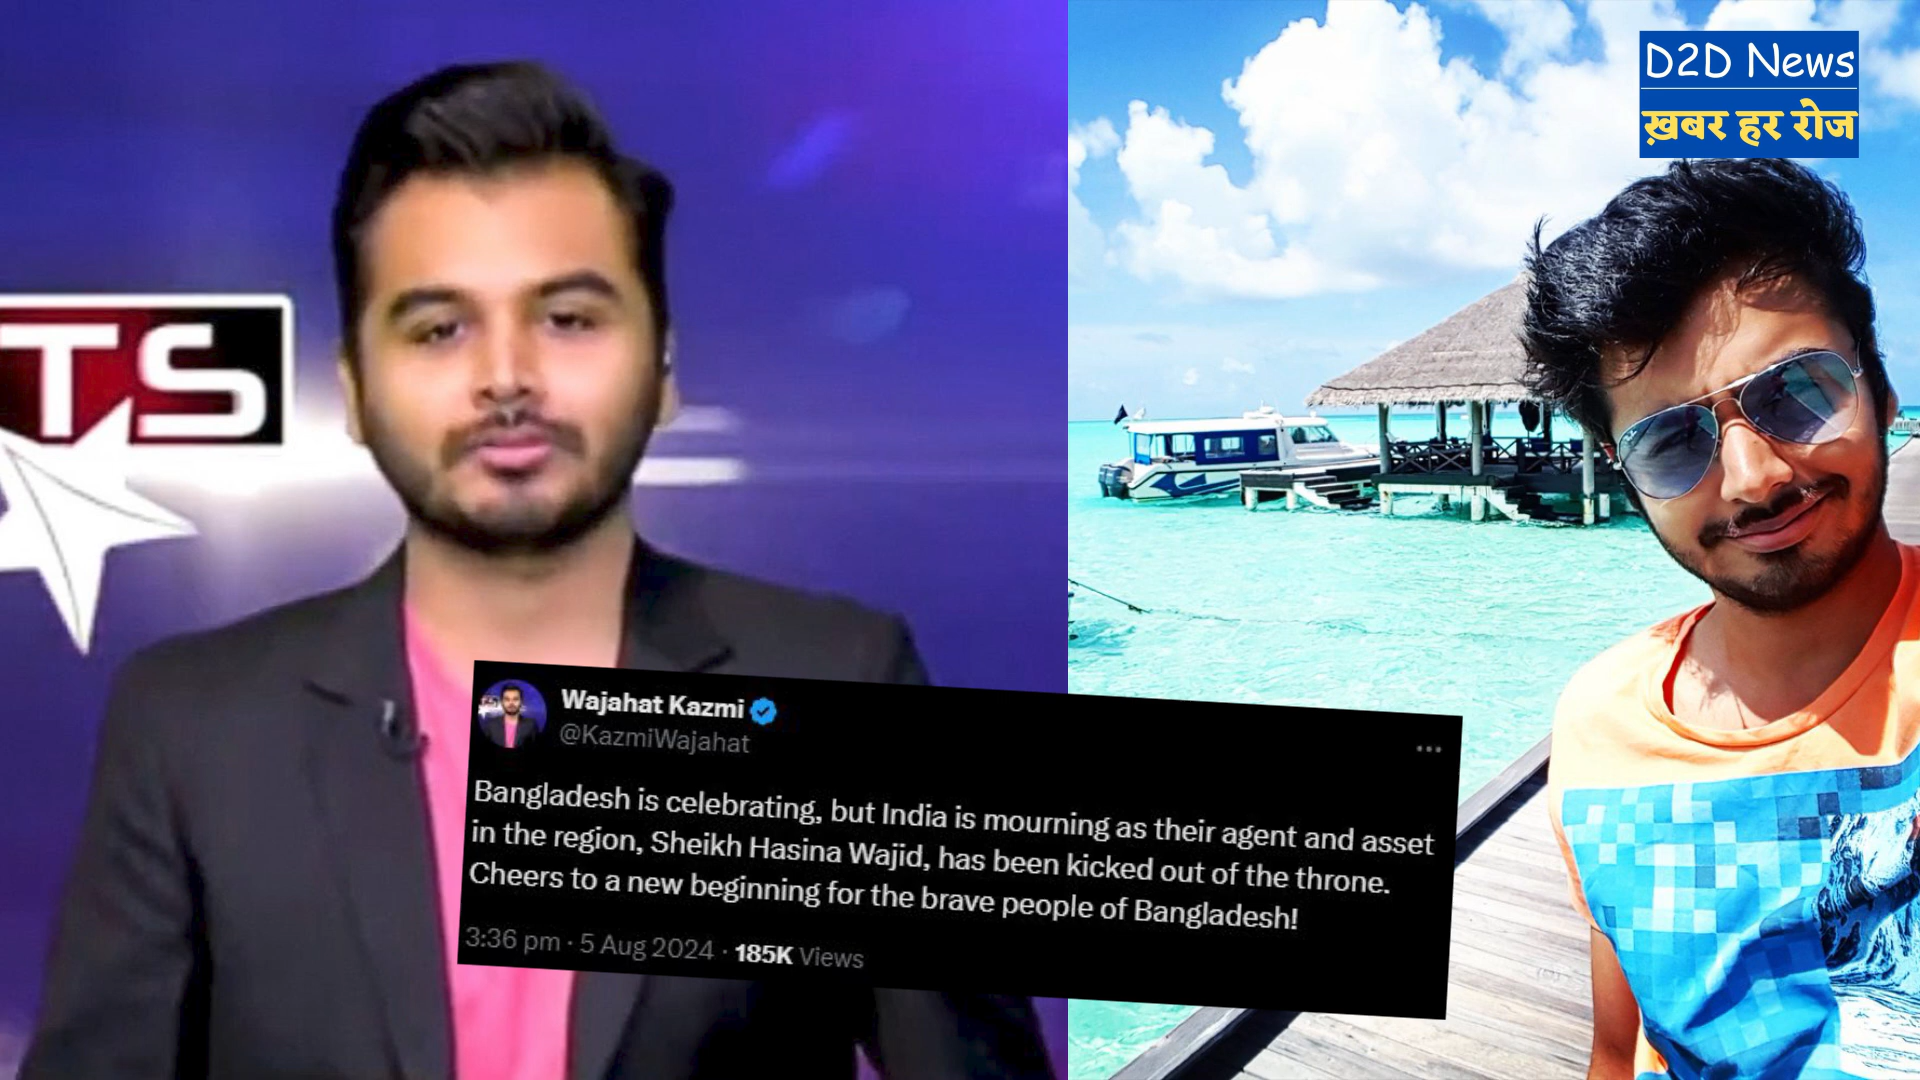 D2D News
ख़बर हर रोज
TS
Wajahat Kazmi
@KazmiWajahat
Bangladesh is celebrating, but India is mourning as their agent and asset
in the region, Sheikh Hasina Wajid, has been kicked out of the throne.
Cheers to a new beginning for the brave people of Bangladesh!
3:36 pm · 5 Aug 2024 · 185K Views